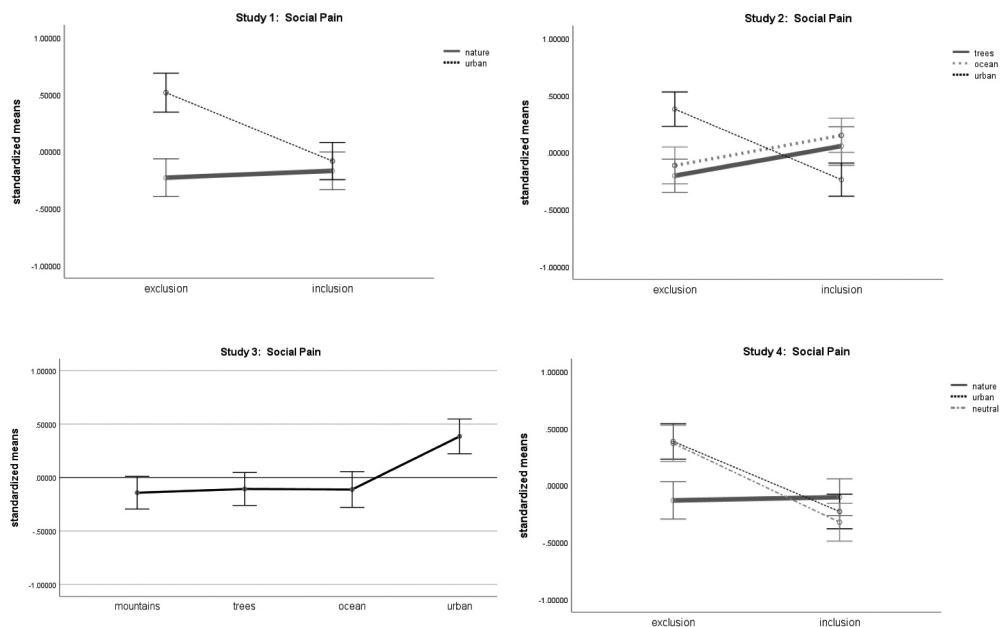 Study 1: Social Pain
1.00000
.50000
.00000
-.50000
-1.00000
standardized means
exclusion
inclusion
nature
urban
Study 2: Social Pain
1.00000
.50000
.00000
-.50000
-1.00000
standardized means
exclusion
inclusion
trees
ocean
urban
Study 3: Social Pain
1.00000
.50000
.00000
-.50000
-1.00000
standardized means
mountains
trees
ocean
urban
Study 4: Social Pain
1.00000
.50000
.00000
-.50000
-1.00000
standardized means
exclusion
inclusion
nature
urban
neutral